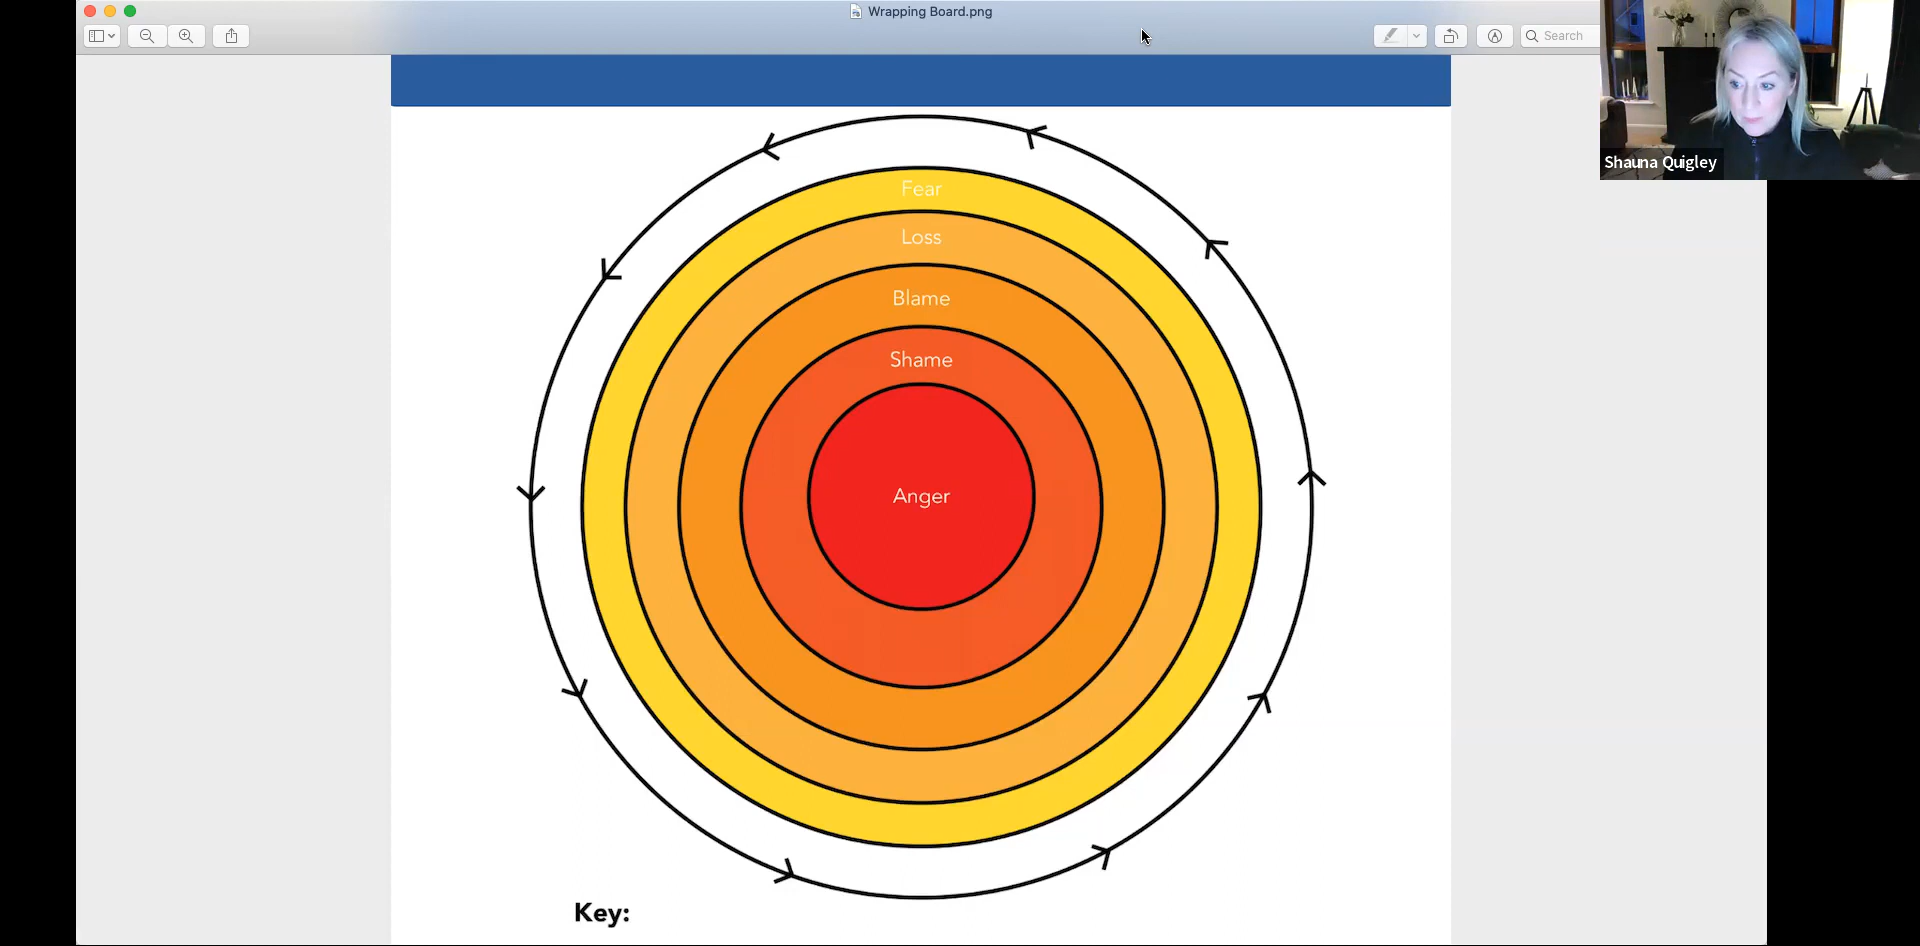 Wrapping Board.png
Search
Shauna Quigley
Fear
Loss
Blame
Shame
Anger
Key: